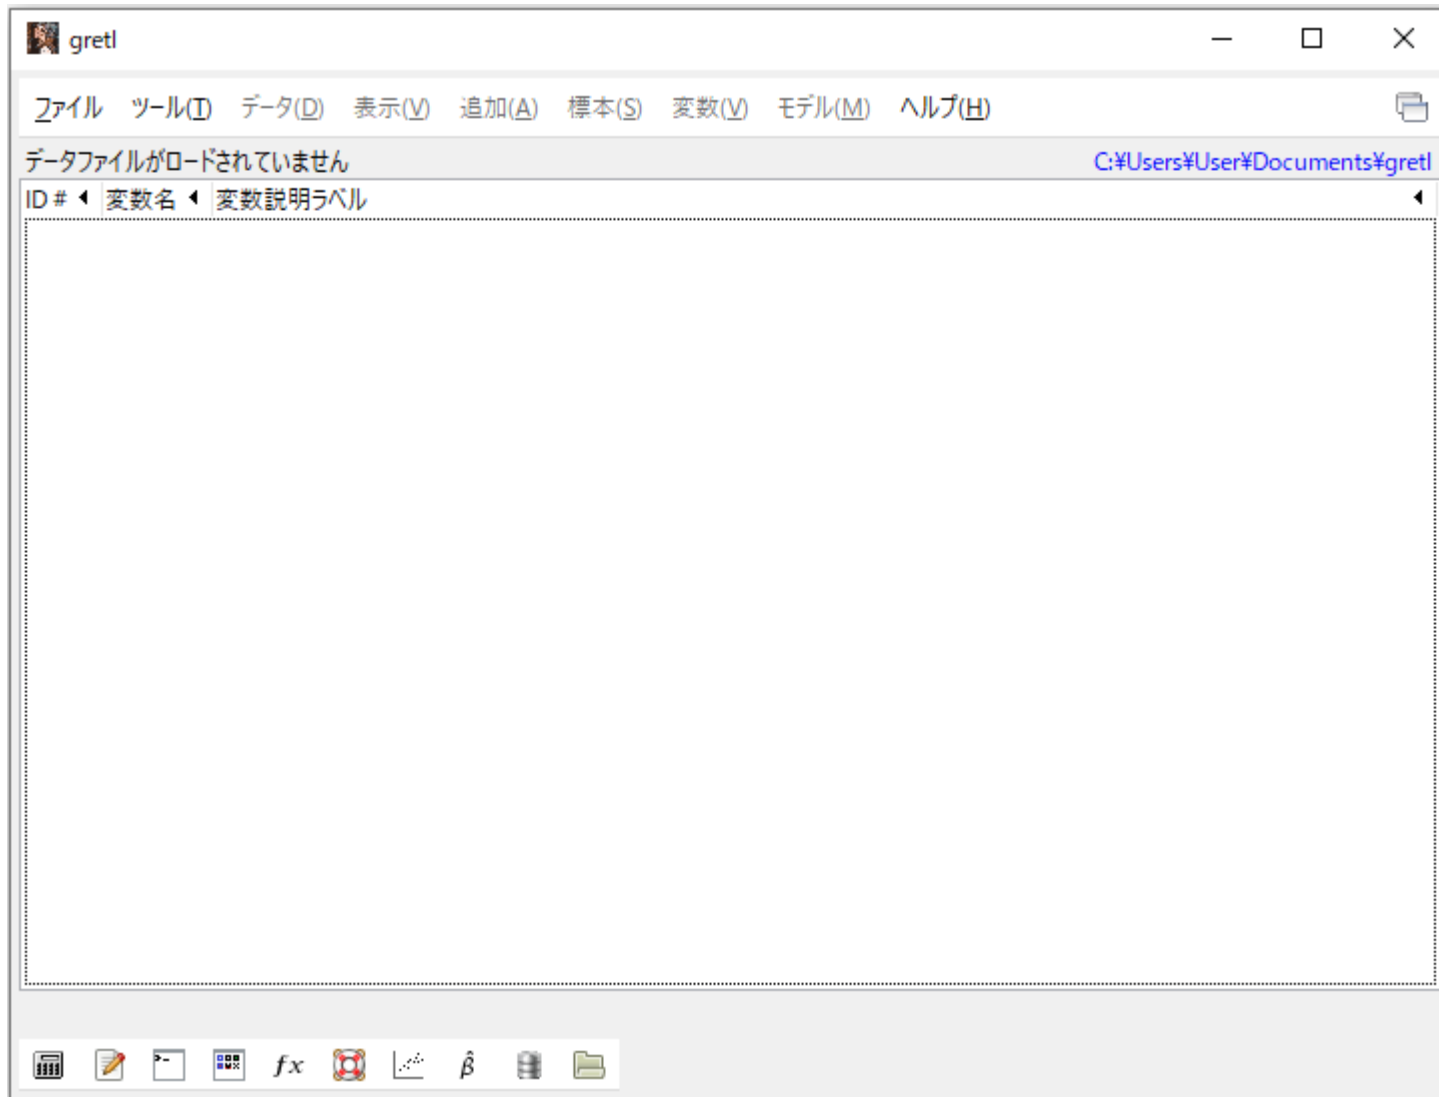 gretl
ファイル ツール(T) データ(D) 表示(V) 追加(A) 標本(S) 変数(V) モデル(M) ヘルプ(H)
データファイルがロードされていません C:¥Users¥User¥Documents¥gretl
ID # 変数名 変数説明ラベル
fx β̂